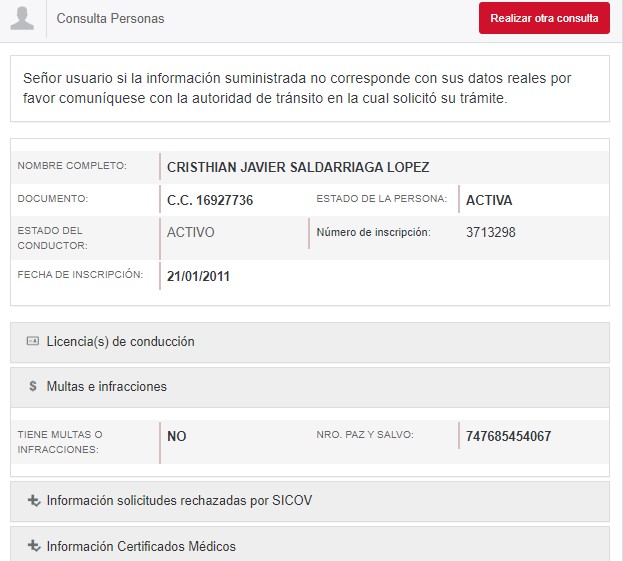 Consulta Personas
Realizar otra consulta
Señor usuario si la información suministrada no corresponde con sus datos reales por
favor comuníquese con la autoridad de tránsito en la cual solicitó su trámite.
NOMBRE COMPLETO: CRISTHIAN JAVIER SALDARRIAGA LOPEZ
DOCUMENTO: C.C. 16927736 ESTADO DE LA PERSONA: ACTIVA
ESTADO DEL
CONDUCTOR: ACTIVO Número de inscripción: 3713298
FECHA DE INSCRIPCIÓN: 21/01/2011
Licencia(s) de conducción
$ Multas e infracciones
TIENE MULTAS O
INFRACCIONES: NO NRO. PAZ Y SALVO: 747685454067
Información solicitudes rechazadas por SICOV
Información Certificados Médicos